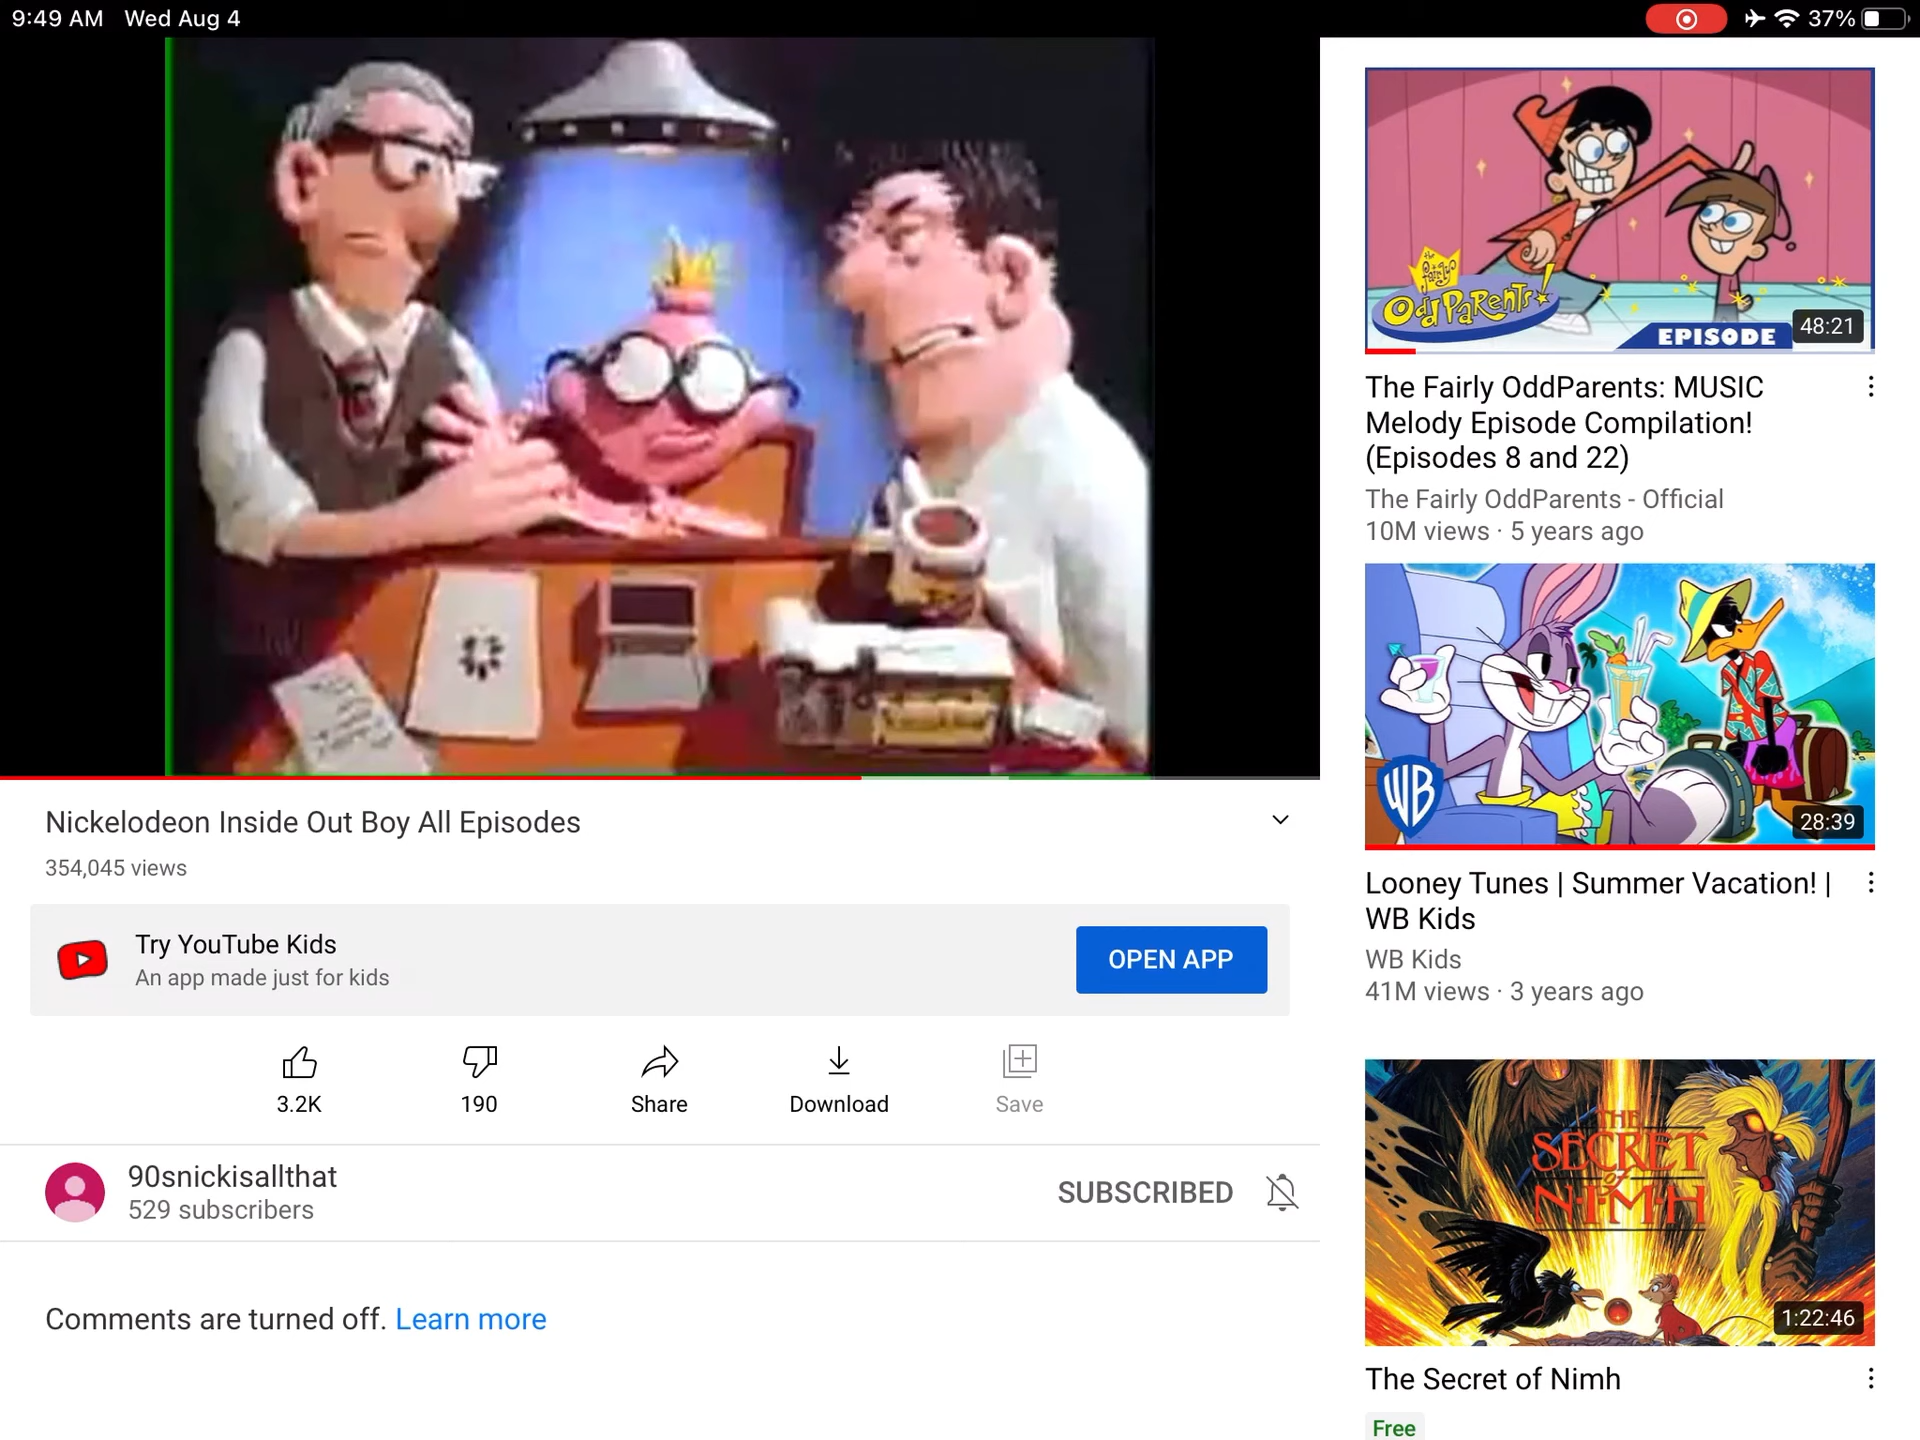 9:49 AM Wed Aug 4
37%
Nickelodeon Inside Out Boy All Episodes
354,045 views
Try YouTube Kids
An app made just for kids
OPEN APP
3.2K
190
Share
Download
Save
90snickisallthat
529 subscribers
SUBSCRIBED
Comments are turned off. Learn more
the Fairly
OddParents!
EPISODE
48:21
The Fairly OddParents: MUSIC
Melody Episode Compilation!
(Episodes 8 and 22)
The Fairly OddParents - Official
10M views · 5 years ago
WB
28:39
Looney Tunes | Summer Vacation! |
WB Kids
WB Kids
41M views · 3 years ago
THE
SECRET
of
N·I·M·H
1:22:46
The Secret of Nimh
Free